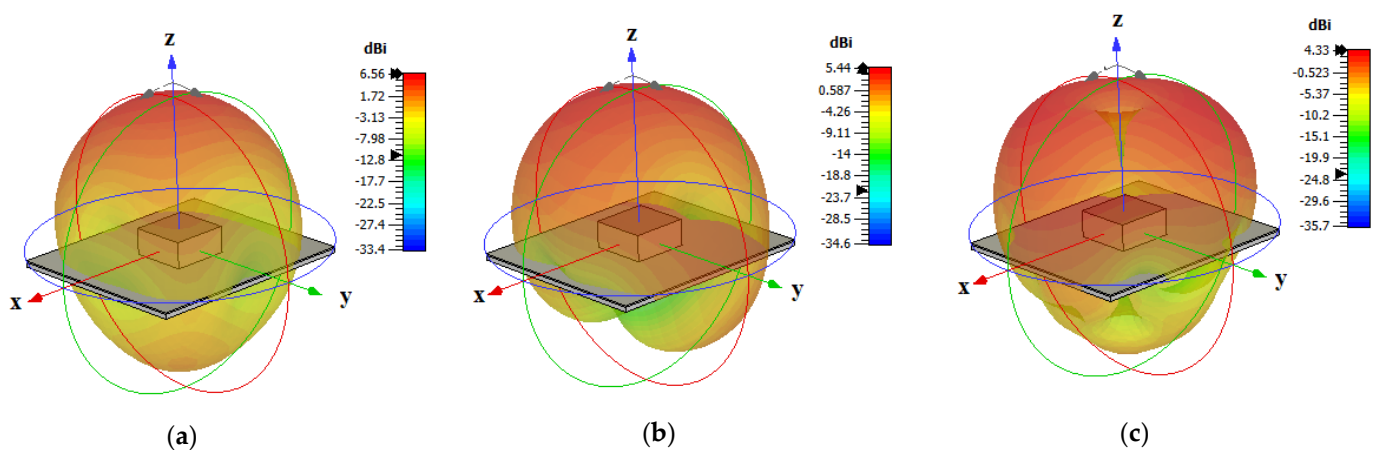 z
dBi
6.56
1.72
-3.13
-7.98
-12.8
-17.7
-22.5
-27.4
-33.4
x
y
(a)
z
dBi
5.44
0.587
-4.26
-9.11
-14
-18.8
-23.7
-28.5
-34.6
x
y
(b)
z
dBi
4.33
-0.523
-5.37
-10.2
-15.1
-19.9
-24.8
-29.6
-35.7
x
y
(c)